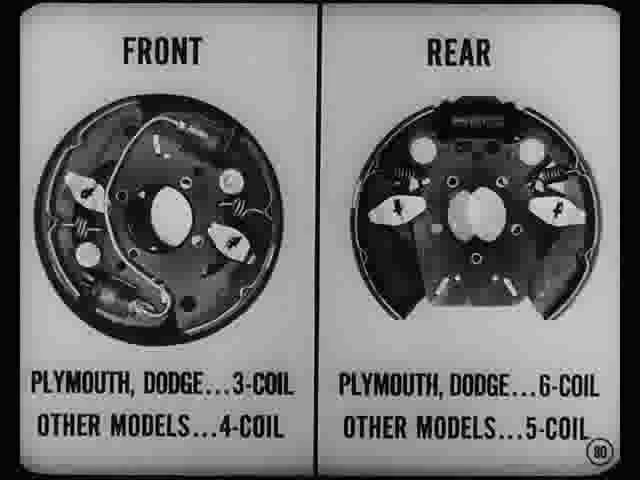 FRONT
PLYMOUTH, DODGE...3-COIL
OTHER MODELS...4-COIL
REAR
PLYMOUTH, DODGE...6-COIL
OTHER MODELS...5-COIL
80